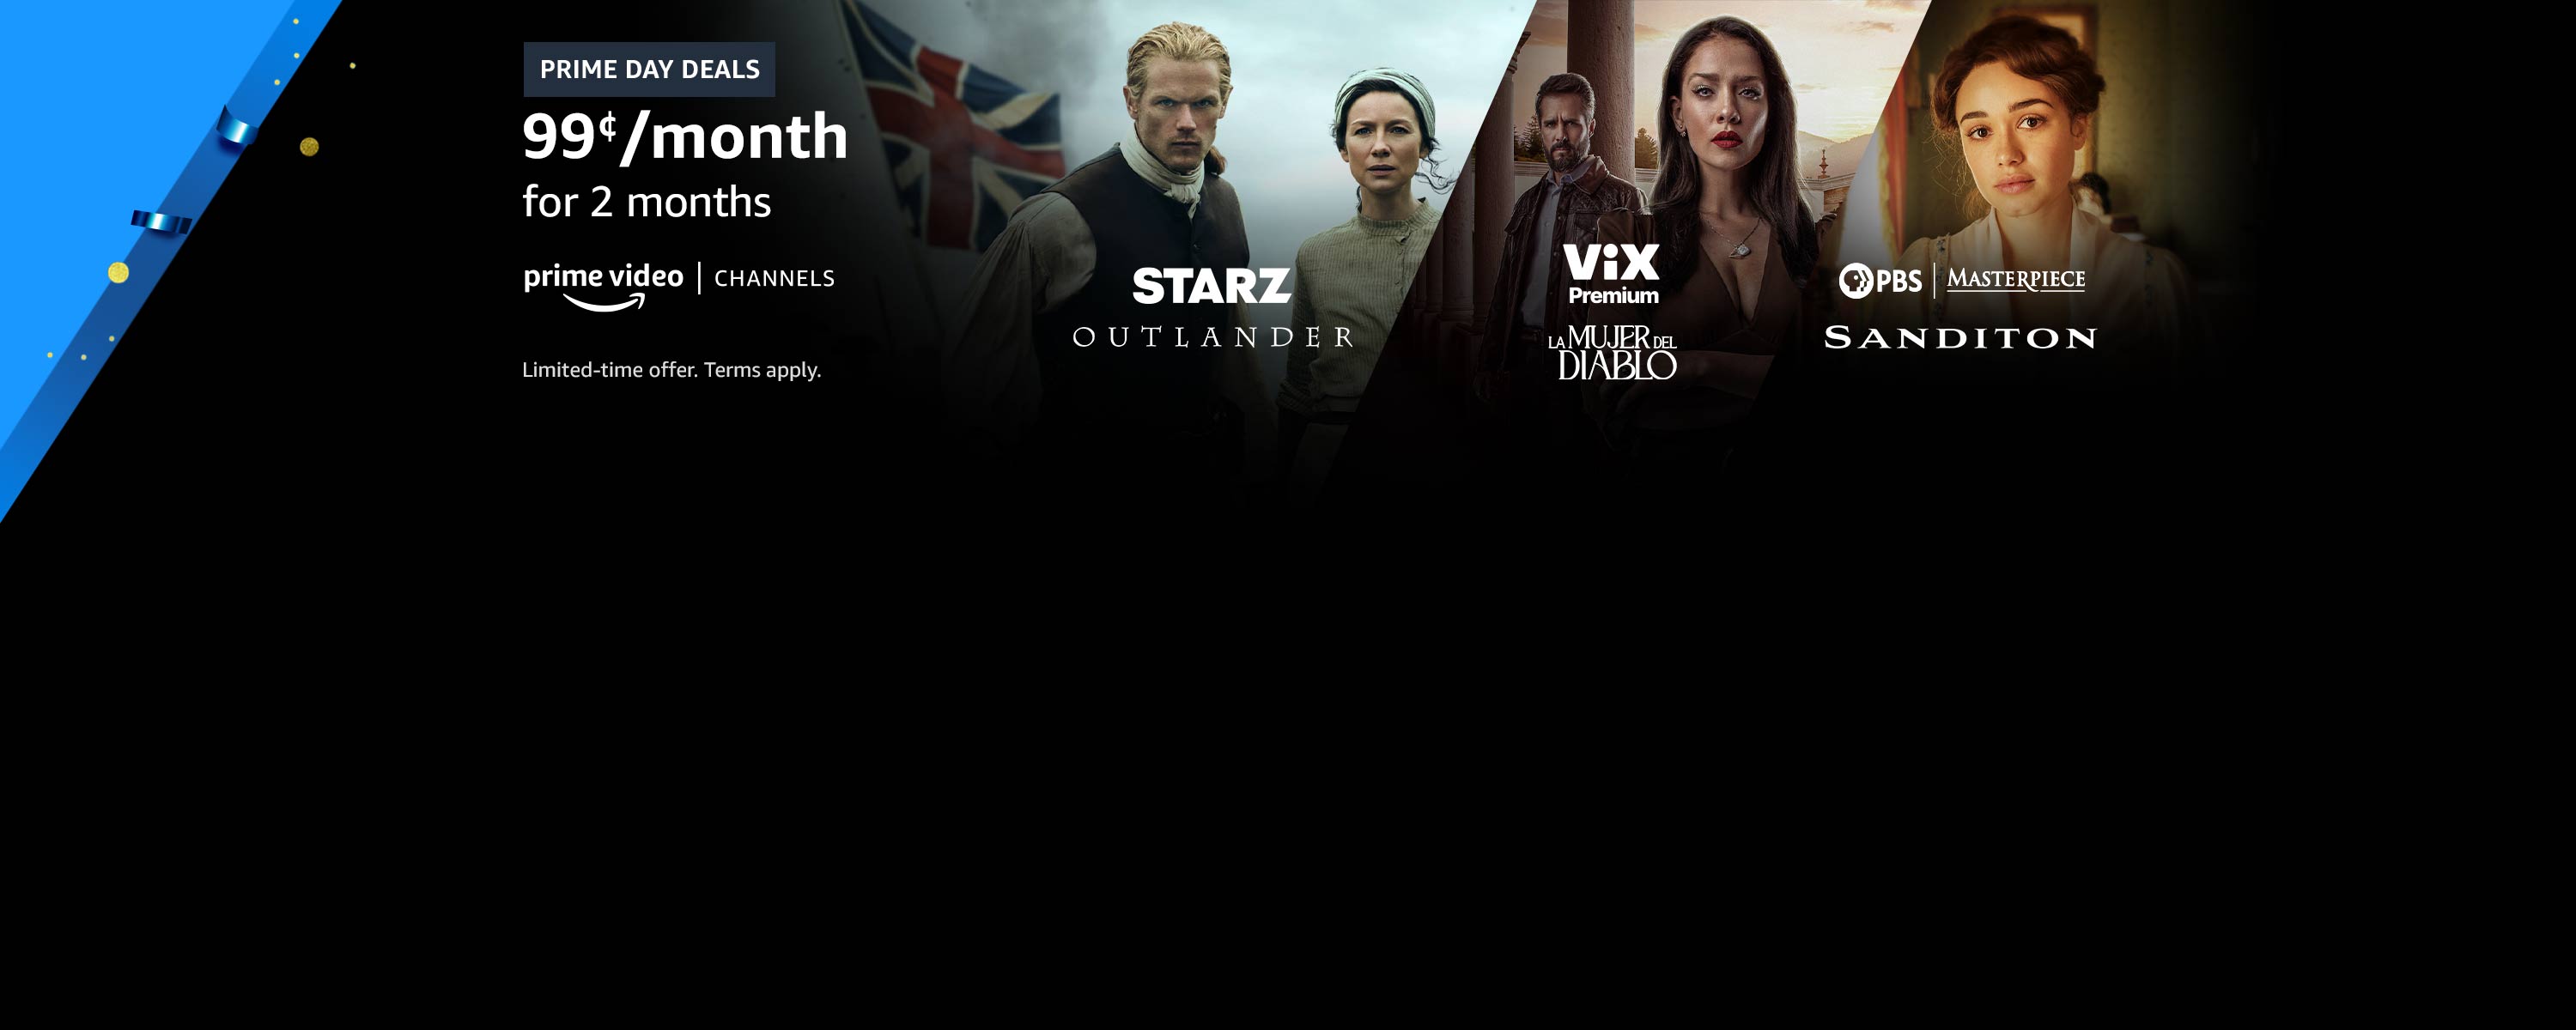 PRIME DAY DEALS
99¢/month
for 2 months
prime video | CHANNELS
Limited-time offer. Terms apply.
STARZ
OUTLANDER
ViX
Premium
LA MUJER DEL
DIABLO
PBS | MASTERPIECE
SANDITON